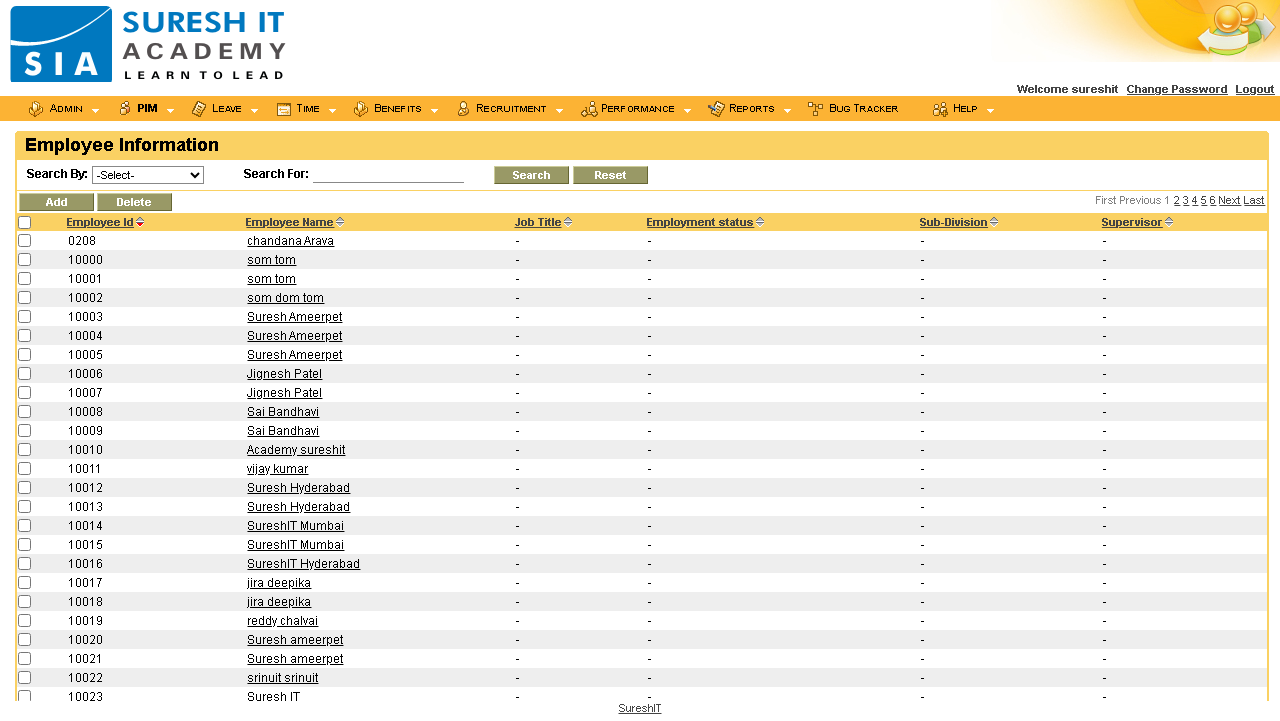 SURESH IT
ACADEMY
SIA
LEARN TO LEAD
Welcome sureshit Change Password Logout
ADMIN PIM LEAVE TIME BENEFITS RECRUITMENT PERFORMANCE REPORTS BUG TRACKER HELP
Employee Information
Search By: -Select- Search For: Search Reset
Add Delete First Previous 1 2 3 4 5 6 Next Last
Employee Id Employee Name Job Title Employment status Sub-Division Supervisor
0208 chandana Arava - - - -
10000 som tom - - - -
10001 som tom - - - -
10002 som dom tom - - - -
10003 Suresh Ameerpet - - - -
10004 Suresh Ameerpet - - - -
10005 Suresh Ameerpet - - - -
10006 Jignesh Patel - - - -
10007 Jignesh Patel - - - -
10008 Sai Bandhavi - - - -
10009 Sai Bandhavi - - - -
10010 Academy sureshit - - - -
10011 vijay kumar - - - -
10012 Suresh Hyderabad - - - -
10013 Suresh Hyderabad - - - -
10014 SureshIT Mumbai - - - -
10015 SureshIT Mumbai - - - -
10016 SureshIT Hyderabad - - - -
10017 jira deepika - - - -
10018 jira deepika - - - -
10019 reddy chalvai - - - -
10020 Suresh ameerpet - - - -
10021 Suresh ameerpet - - - -
10022 srinuit srinuit - - - -
10023 Suresh IT - - - -
SureshIT